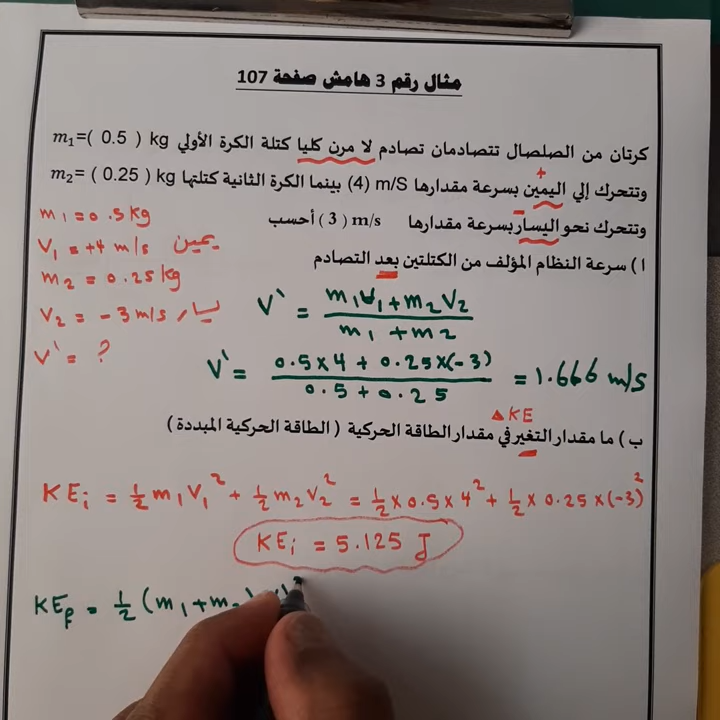 مثال رقم 3 هامش صفحة 107
كرتان من الصلصال تتصادمان تصادم لا مرن كليا كتلة الكرة الأولي m₁=( 0.5 ) kg
+
وتتحرك إلي اليمين بسرعة مقدارها (4) m/S بينما الكرة الثانية كتلتها m₂= ( 0.25 ) kg
-
وتتحرك نحو اليسار بسرعة مقدارها ( 3 ) m/s أحسب
m₁ = 0.5 kg
V₁ = +4 m/s يمين
m₂ = 0.25 kg
V₂ = -3 m/s يسار
V' = ?
ا ) سرعة النظام المؤلف من الكتلتين بعد التصادم
V' = (m₁V₁ + m₂V₂) / (m₁ + m₂)
V' = (0.5 × 4 + 0.25 × (-3)) / (0.5 + 0.25) = 1.666 m/s
Δ KE
ب ) ما مقدار التغير في مقدار الطاقة الحركية ( الطاقة الحركية المبددة )
KEᵢ = ½ m₁V₁² + ½ m₂V₂² = ½ × 0.5 × 4² + ½ × 0.25 × (-3)²
KEᵢ = 5.125 J
KE_f = ½ (m₁ + m₂